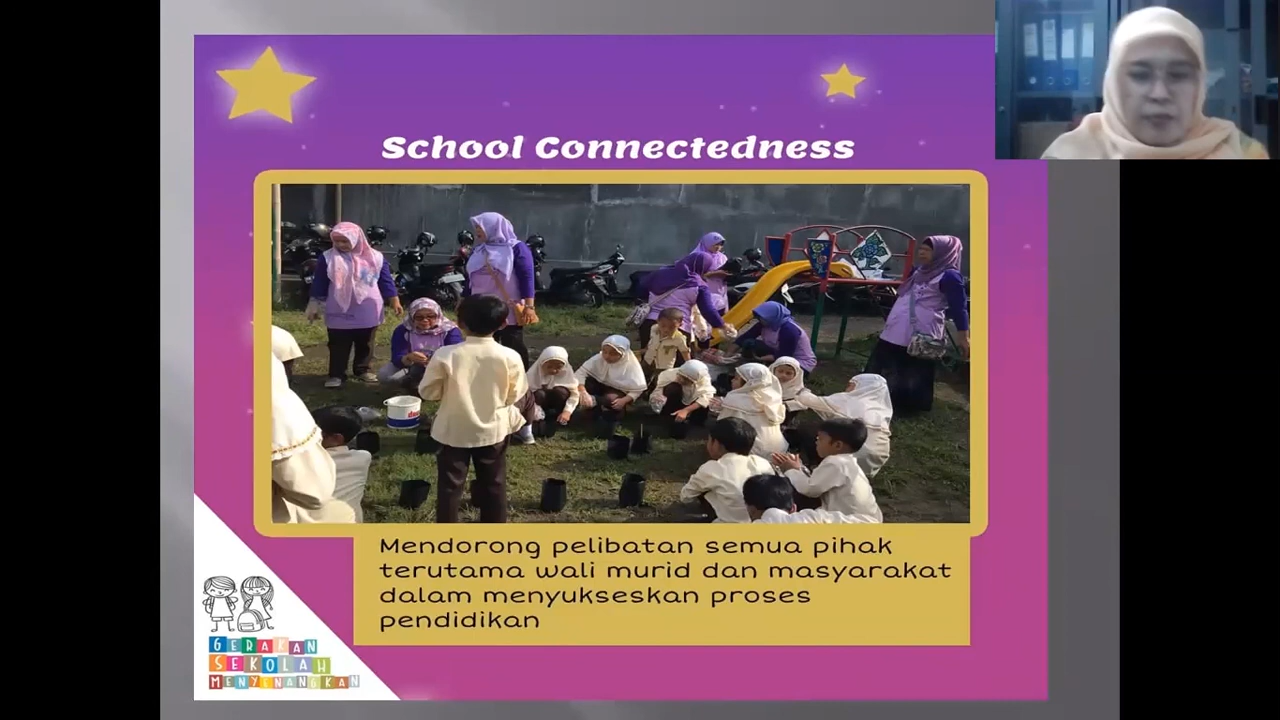 School Connectedness
Mendorong pelibatan semua pihak
terutama wali murid dan masyarakat
dalam menyukseskan proses
pendidikan
GERAKAN
SEKOLAH
MENYENANGKAN